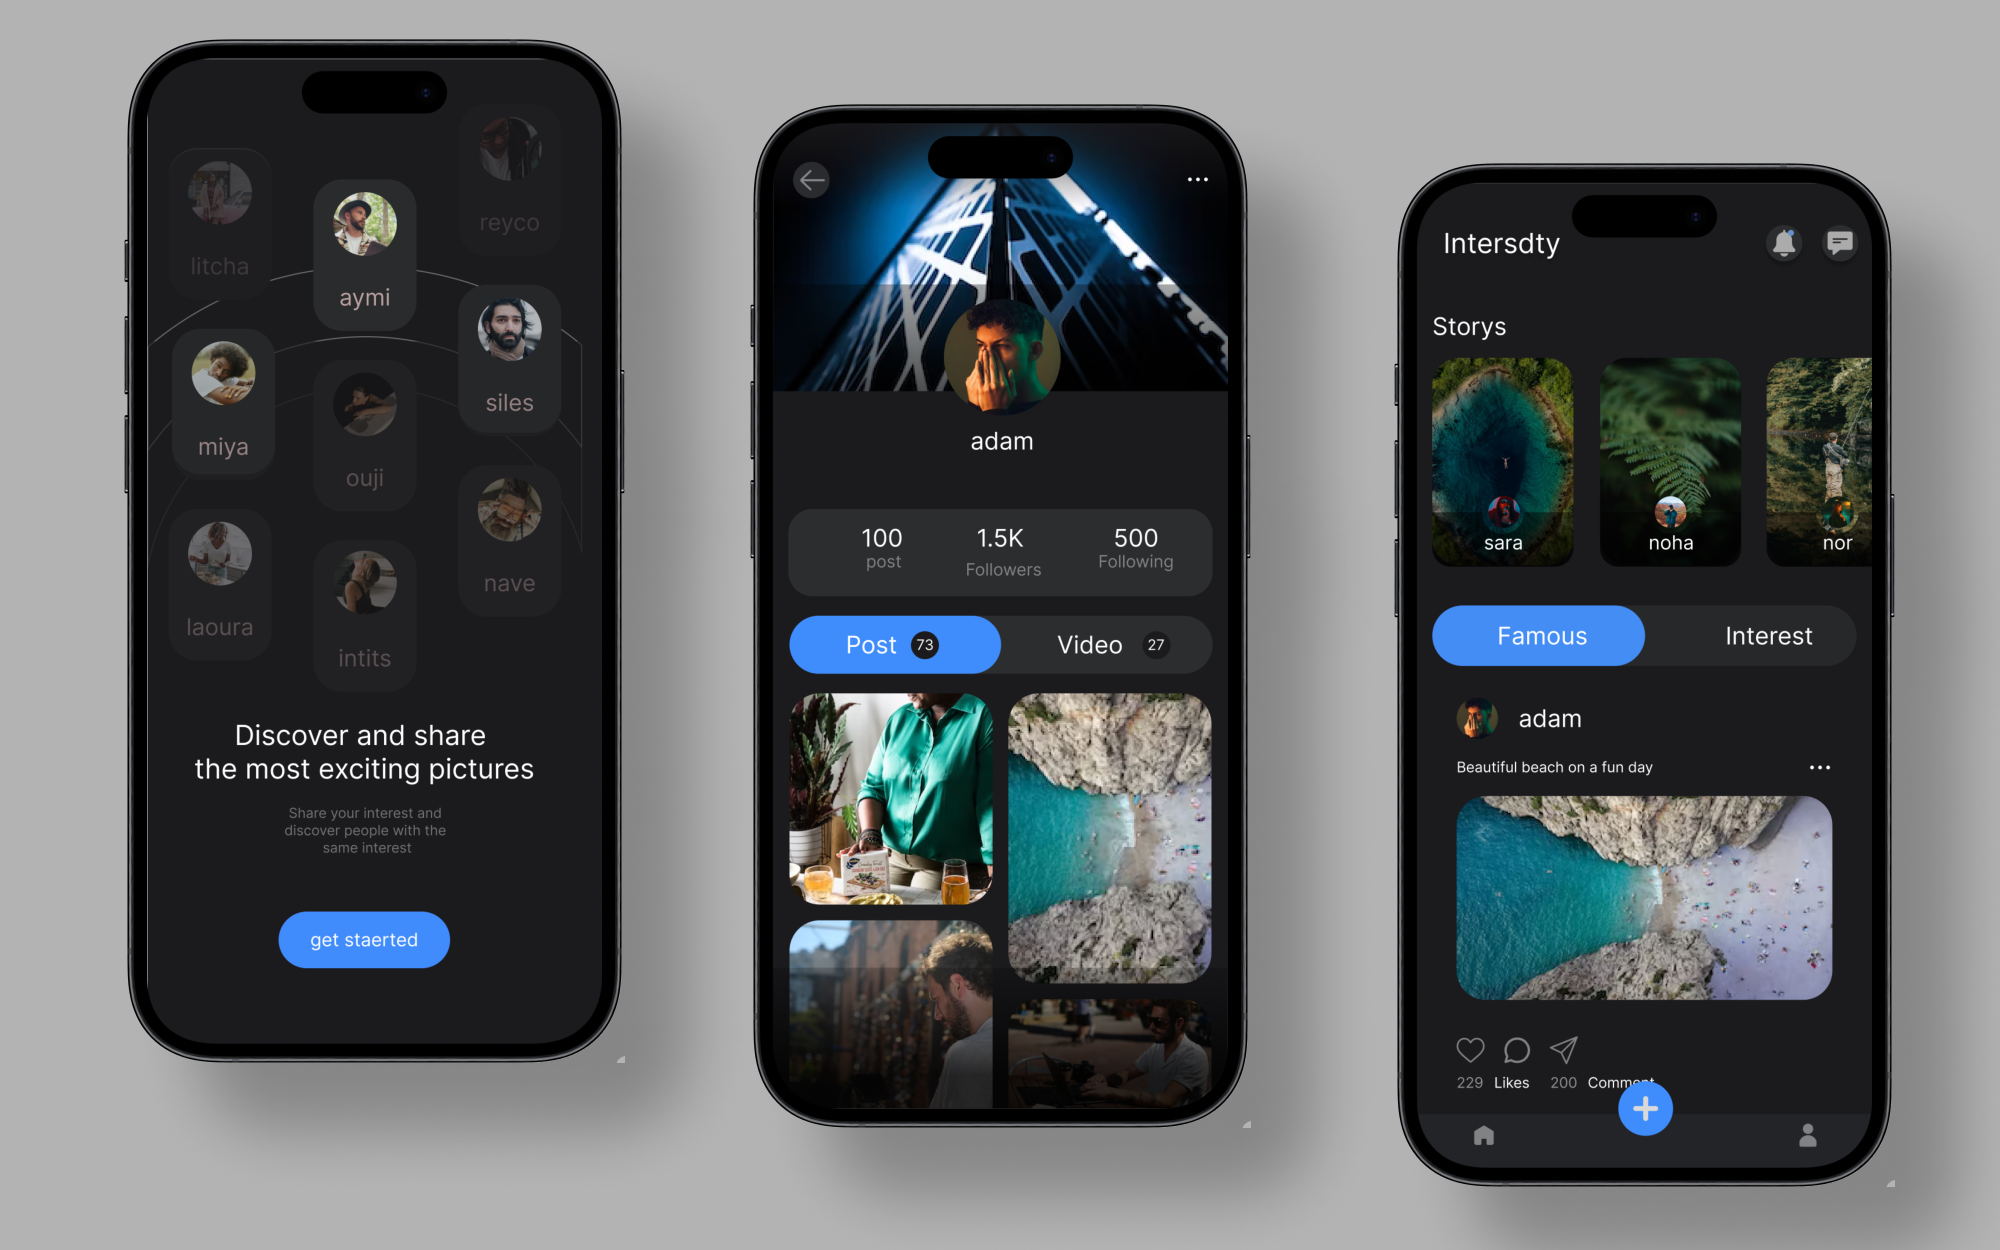 reyco
litcha
aymi
siles
miya
ouji
nave
laoura
intits
Discover and share
the most exciting pictures
Share your interest and
discover people with the
same interest
get staerted
adam
100 1.5K 500
post Followers Following
Post 73 Video 27
Intersdty
Storys
sara noha nor
Famous Interest
adam
Beautiful beach on a fun day
229 Likes 200 Comment